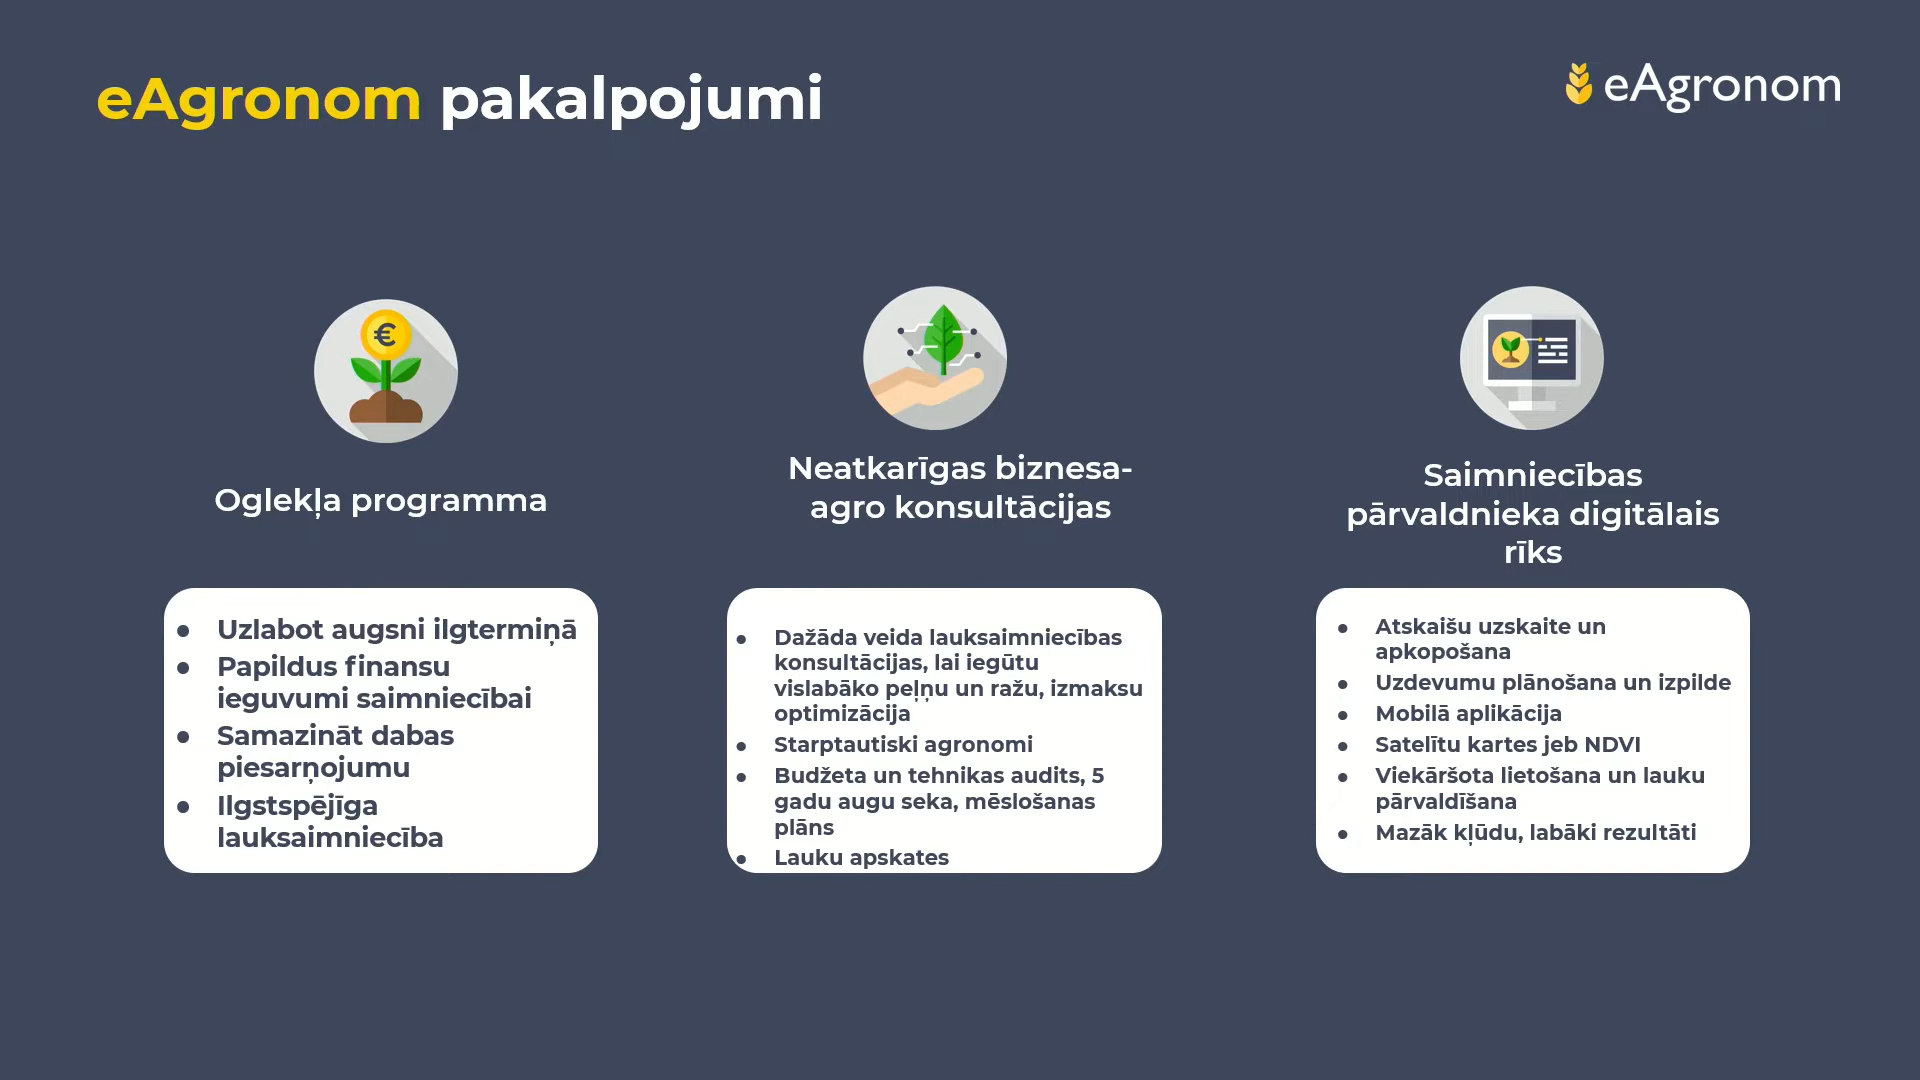 eAgronom pakalpojumi
eAgronom
€
Oglekļa programma
● Uzlabot augsni ilgtermiņā
● Papildus finansu
ieguvumi saimniecībai
● Samazināt dabas
piesarņojumu
● Ilgstspējīga
lauksaimniecība
Neatkarīgas biznesa-
agro konsultācijas
● Dažāda veida lauksaimniecības
konsultācijas, lai iegūtu
vislabāko peļņu un ražu, izmaksu
optimizācija
● Starptautiski agronomi
● Budžeta un tehnikas audits, 5
gadu augu seka, mēslošanas
plāns
● Lauku apskates
Saimniecības
pārvaldnieka digitālais
rīks
● Atskaišu uzskaite un
apkopošana
● Uzdevumu plānošana un izpilde
● Mobilā aplikācija
● Satelītu kartes jeb NDVI
● Viekāršota lietošana un lauku
pārvaldīšana
● Mazāk kļūdu, labāki rezultāti